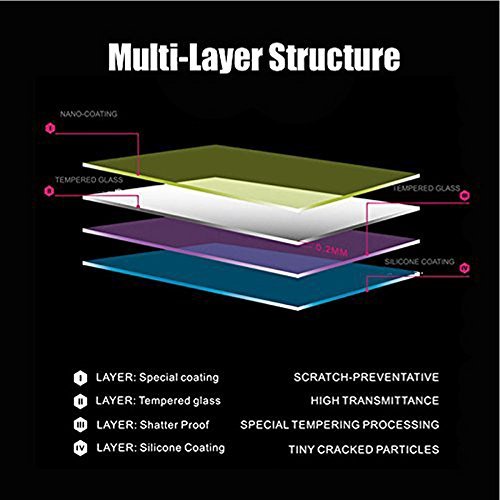 Multi-Layer Structure
NANO-COATING
I
TEMPERED GLASS
II
TEMPERED GLASS
III
0.2MM
SILICONE COATING
IV
I LAYER: Special coating SCRATCH-PREVENTATIVE
II LAYER: Tempered glass HIGH TRANSMITTANCE
III LAYER: Shatter Proof SPECIAL TEMPERING PROCESSING
IV LAYER: Silicone Coating TINY CRACKED PARTICLES